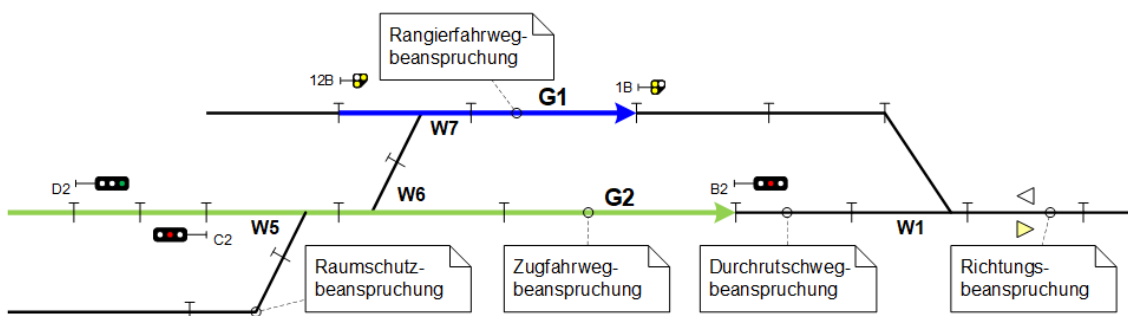 Rangierfahrweg-
beanspruchung
12B
1B
G1
W7
D2
W6
B2
G2
W5
C2
W1
Raumschutz-
beanspruchung
Zugfahrweg-
beanspruchung
Durchrutschweg-
beanspruchung
Richtungs-
beanspruchung